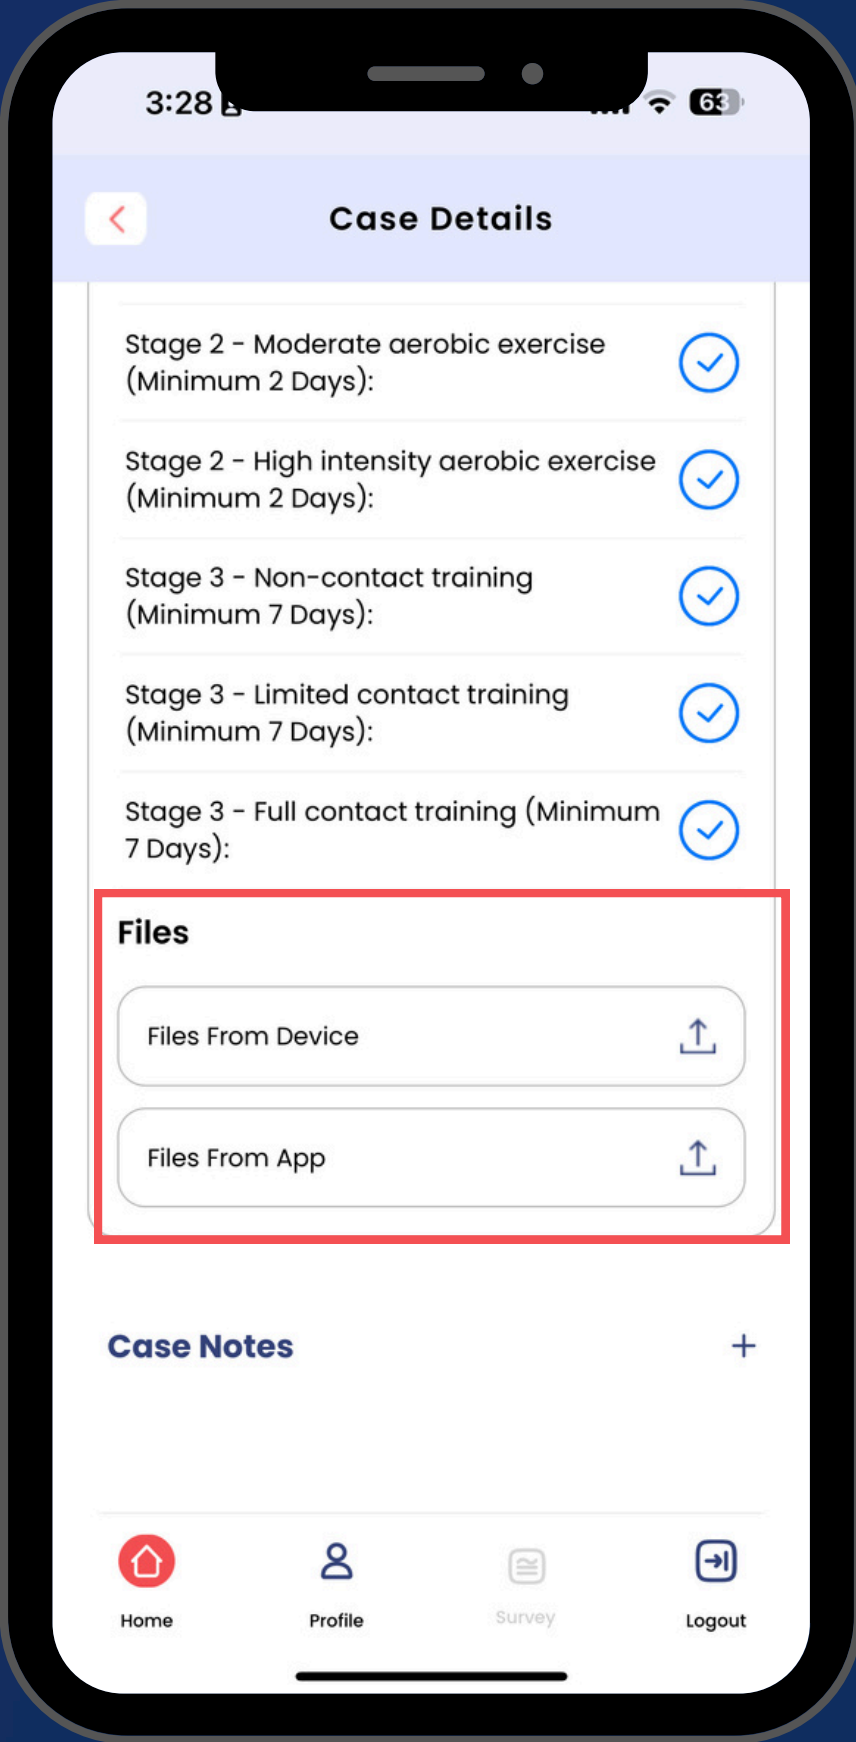 3:28
63
Case Details
Stage 2 - Moderate aerobic exercise
(Minimum 2 Days):
Stage 2 - High intensity aerobic exercise
(Minimum 2 Days):
Stage 3 - Non-contact training
(Minimum 7 Days):
Stage 3 - Limited contact training
(Minimum 7 Days):
Stage 3 - Full contact training (Minimum
7 Days):
Files
Files From Device
Files From App
Case Notes
Home
Profile
Survey
Logout